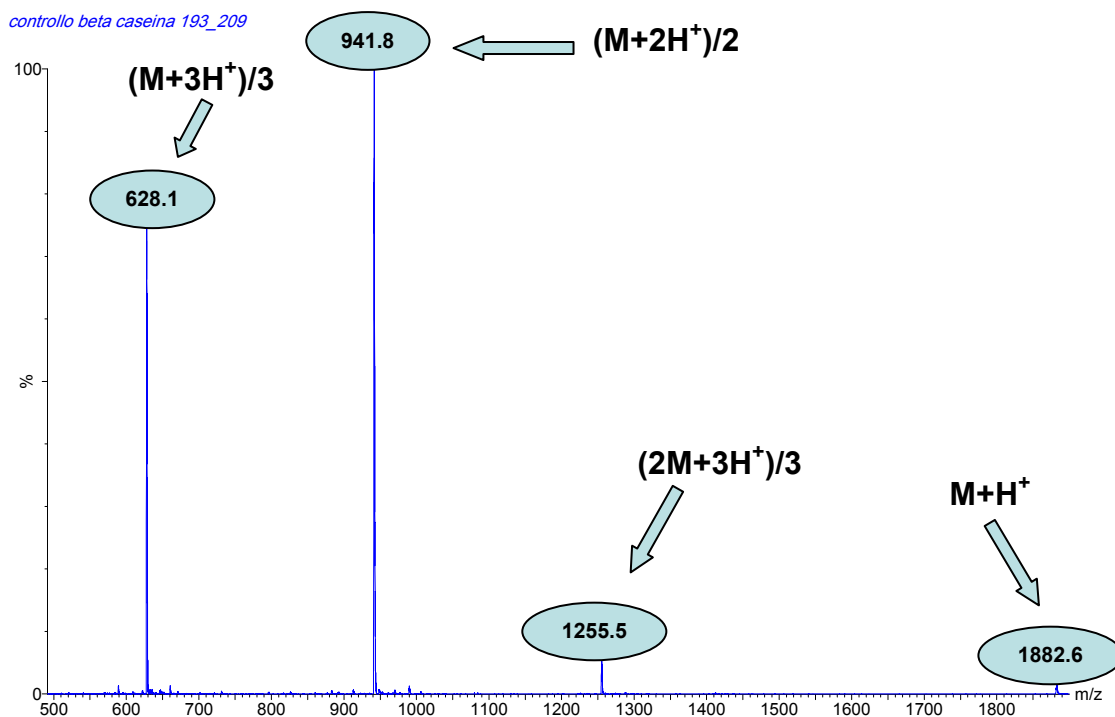 controllo beta caseina 193_209
941.8
(M+2H⁺)/2
100
(M+3H⁺)/3
628.1
%
(2M+3H⁺)/3
M+H⁺
1255.5
1882.6
0
m/z
500 600 700 800 900 1000 1100 1200 1300 1400 1500 1600 1700 1800